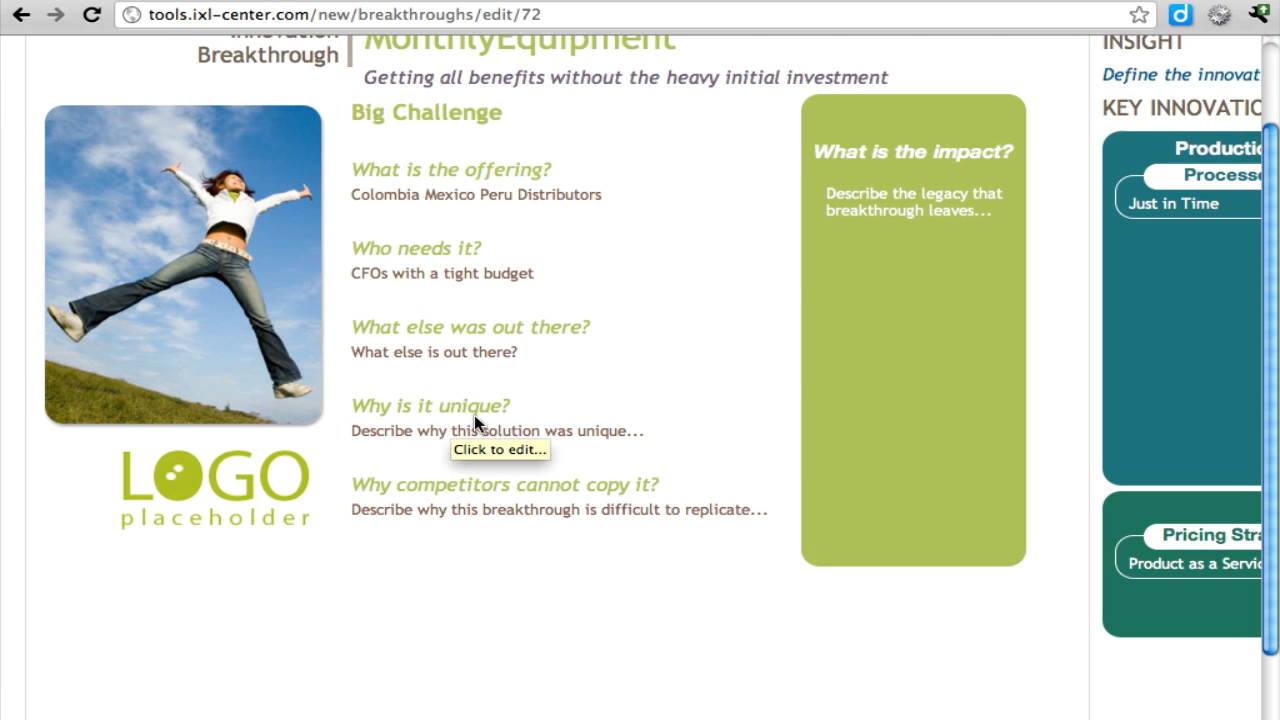 tools.ixl-center.com/new/breakthroughs/edit/72
Innovation
Breakthrough
MonthlyEquipment
Getting all benefits without the heavy initial investment
Big Challenge
What is the offering?
Colombia Mexico Peru Distributors
Who needs it?
CFOs with a tight budget
What else was out there?
What else is out there?
Why is it unique?
Describe why this solution was unique...
Click to edit...
Why competitors cannot copy it?
Describe why this breakthrough is difficult to replicate...
LOGO
placeholder
What is the impact?
Describe the legacy that
breakthrough leaves...
INSIGHT
Define the innovat
KEY INNOVATIO
Productio
Processe
Just in Time
Pricing Stra
Product as a Servic